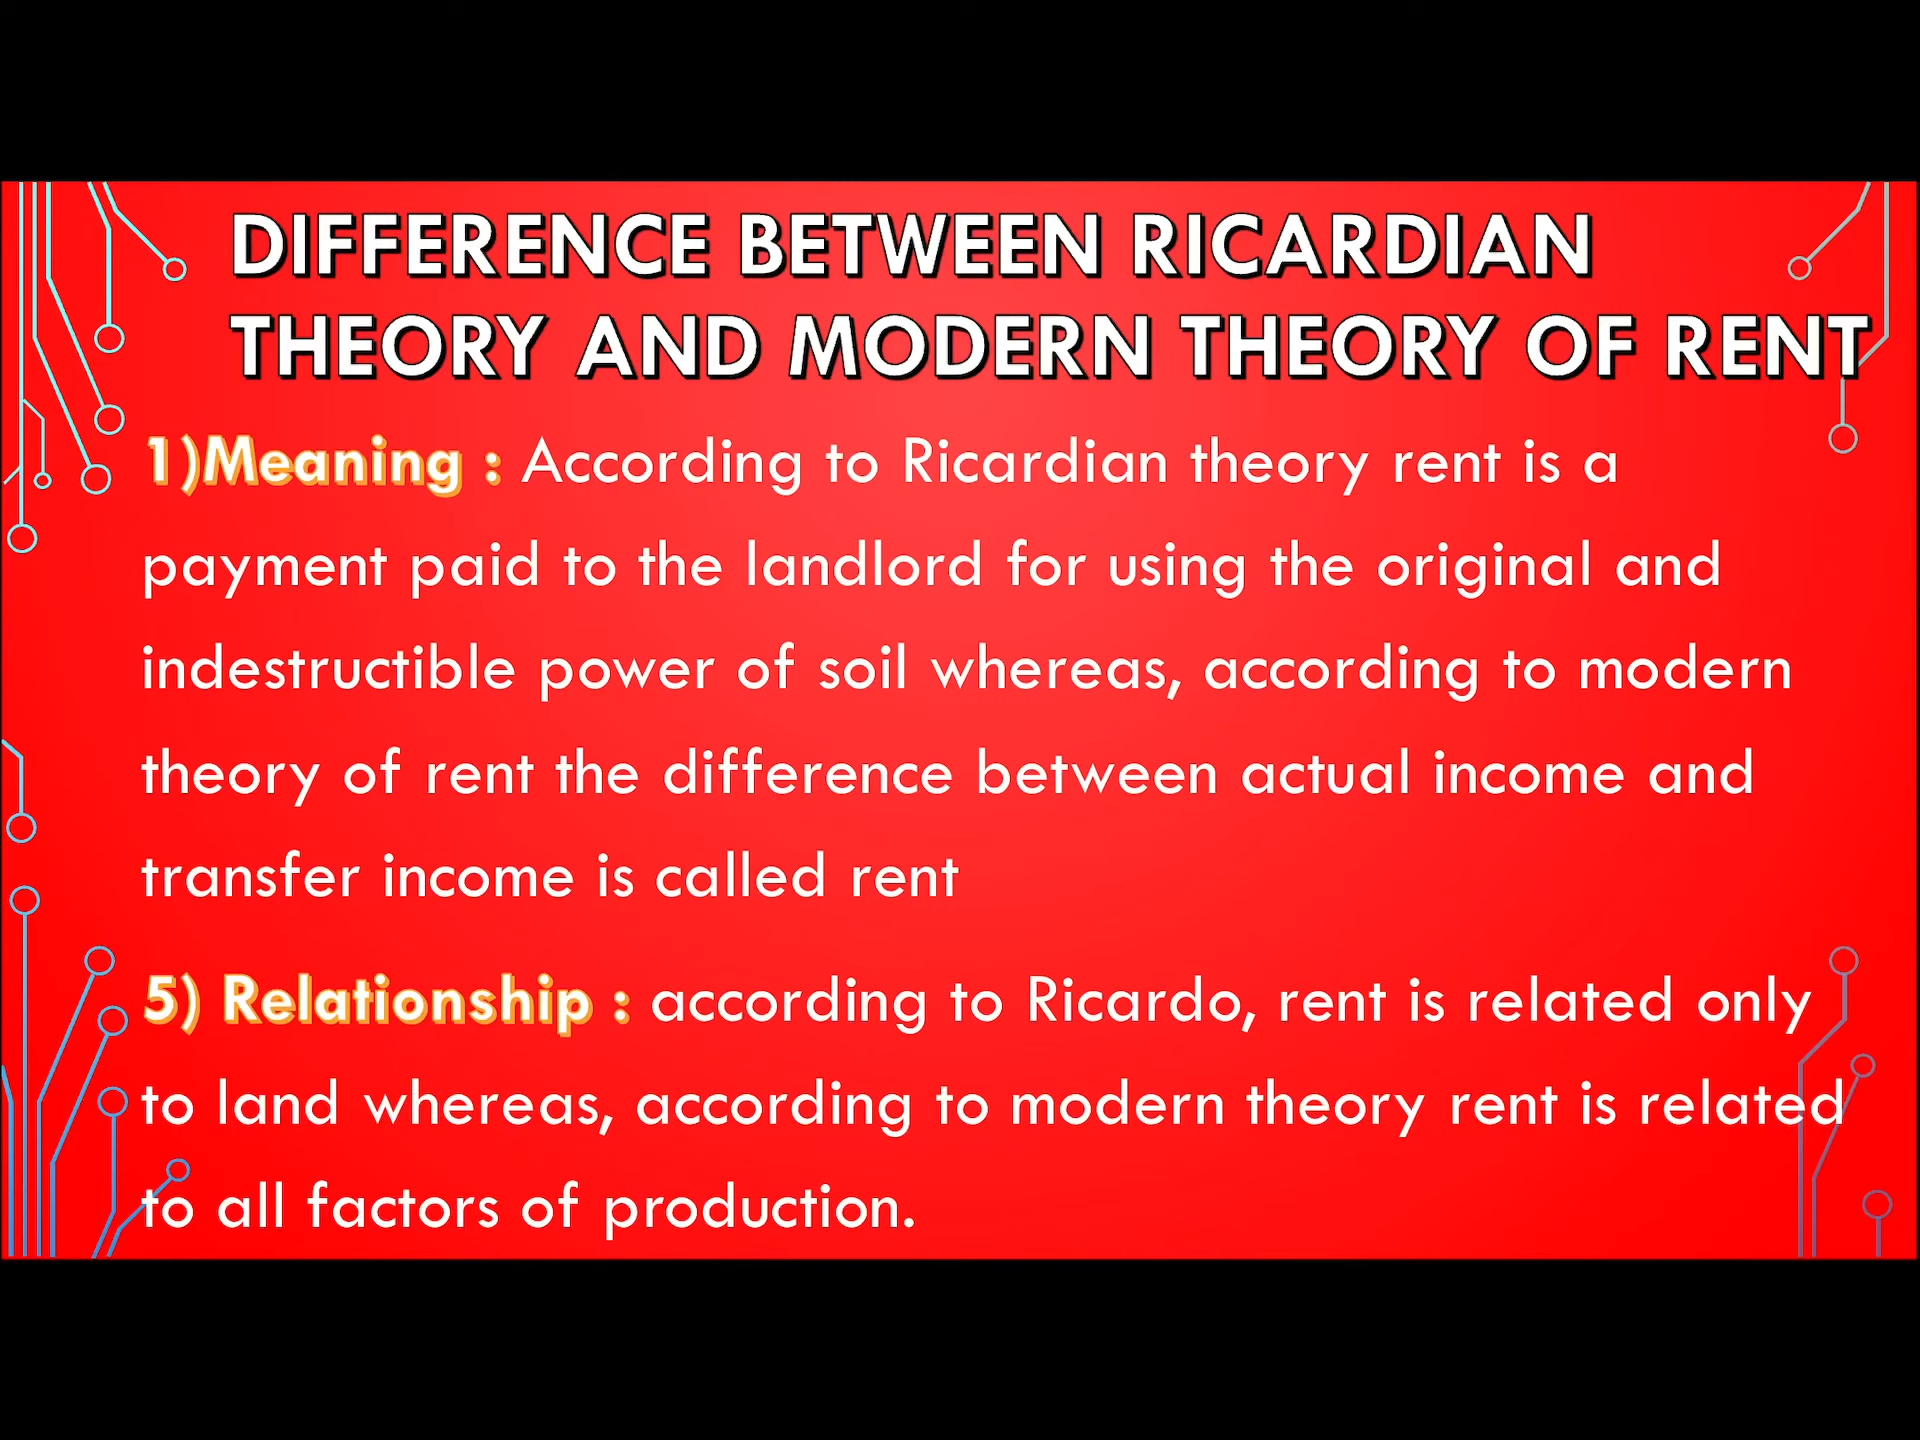 DIFFERENCE BETWEEN RICARDIAN
THEORY AND MODERN THEORY OF RENT
1)Meaning : According to Ricardian theory rent is a
payment paid to the landlord for using the original and
indestructible power of soil whereas, according to modern
theory of rent the difference between actual income and
transfer income is called rent
5) Relationship : according to Ricardo, rent is related only
to land whereas, according to modern theory rent is related
to all factors of production.